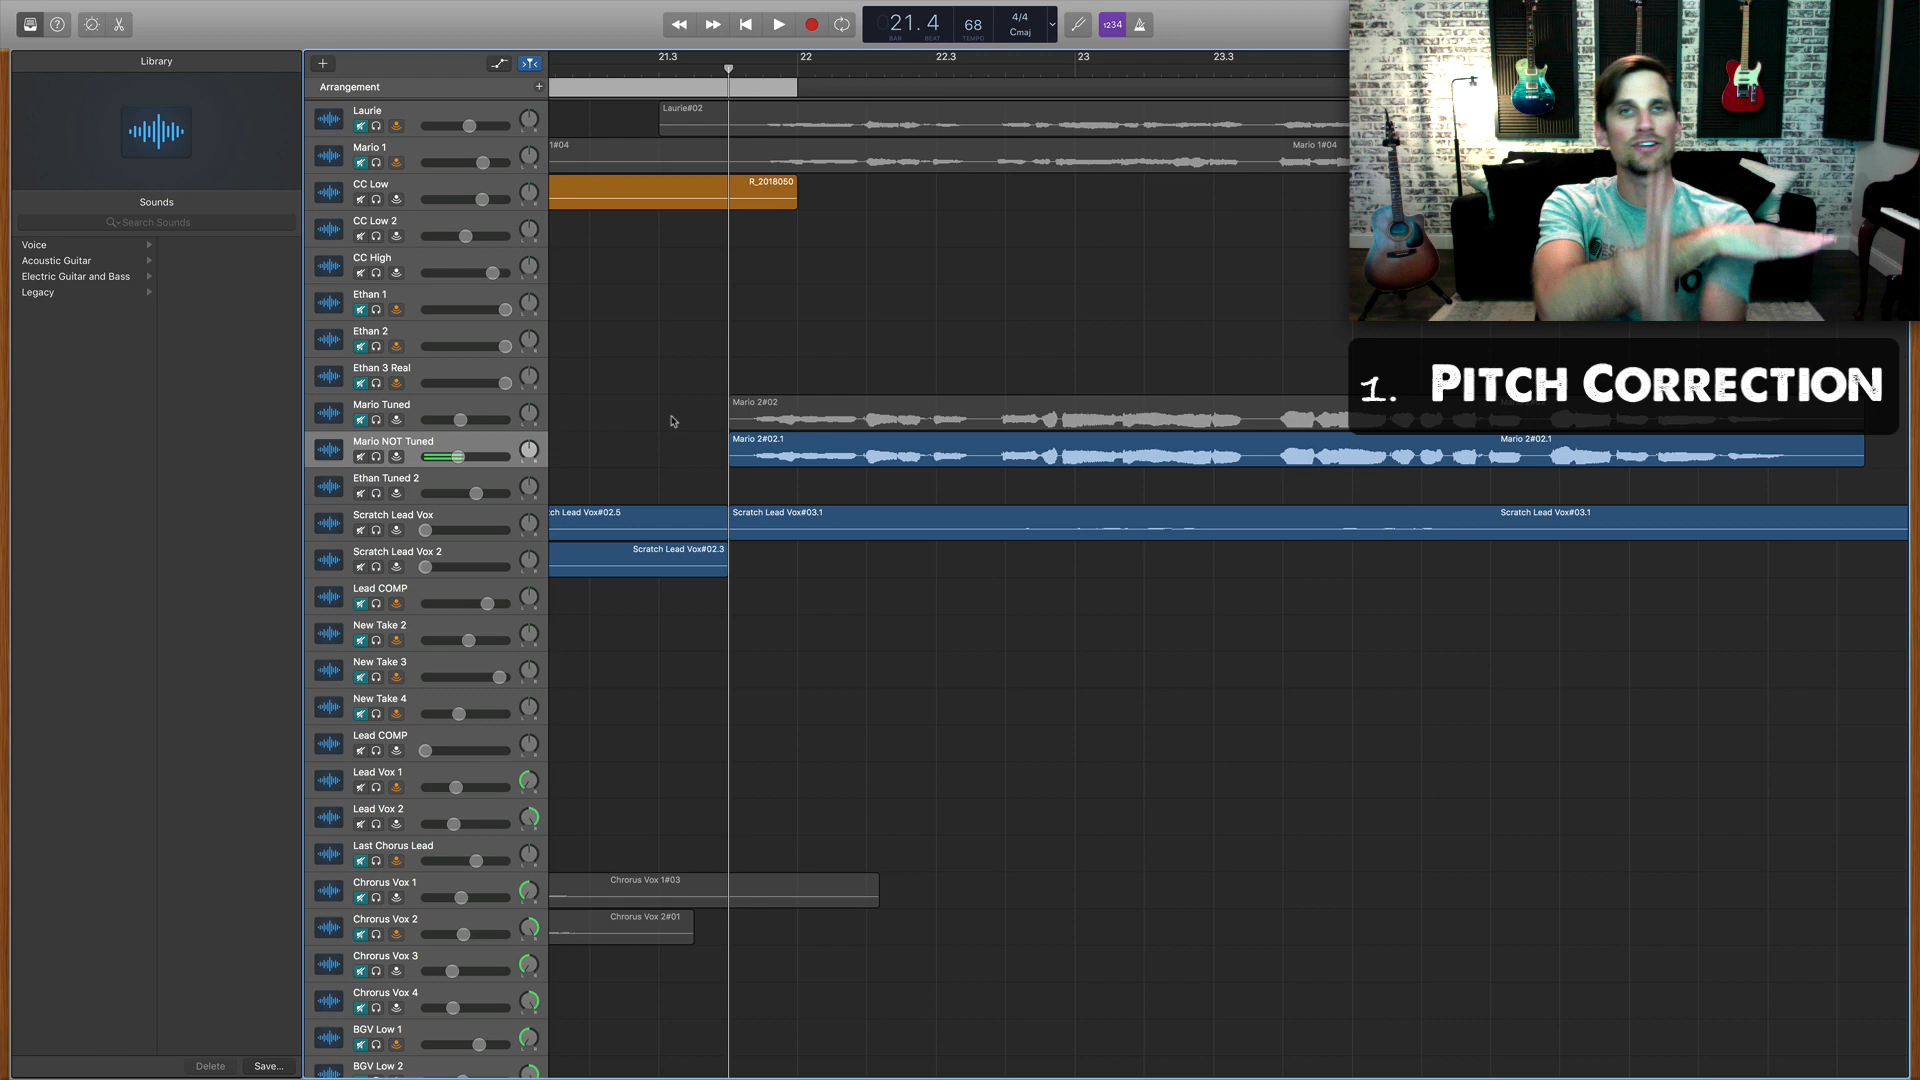 21.4
BAR
BEAT
68
TEMPO
4/4
Cmaj
1234
Library
Sounds
Search Sounds
Voice
Acoustic Guitar
Electric Guitar and Bass
Legacy
Delete
Save...
Arrangement
21.3
22
22.3
23
23.3
Laurie
Laurie#02
Mario 1
1#04
Mario 1#04
CC Low
R_2018050
CC Low 2
CC High
Ethan 1
Ethan 2
Ethan 3 Real
1. PITCH CORRECTION
Mario Tuned
Mario 2#02
Mario NOT Tuned
Mario 2#02.1
Mario 2#02.1
Ethan Tuned 2
Scratch Lead Vox
ch Lead Vox#02.5
Scratch Lead Vox#03.1
Scratch Lead Vox#03.1
Scratch Lead Vox 2
Scratch Lead Vox#02.3
Lead COMP
New Take 2
New Take 3
New Take 4
Lead COMP
Lead Vox 1
Lead Vox 2
Last Chorus Lead
Chrorus Vox 1
Chrorus Vox 1#03
Chrorus Vox 2
Chrorus Vox 2#01
Chrorus Vox 3
Chrorus Vox 4
BGV Low 1
BGV Low 2